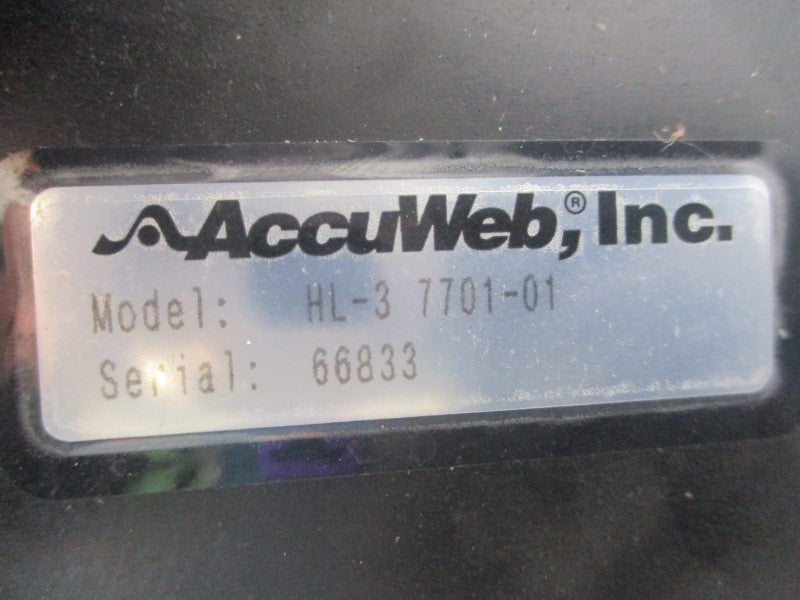 AccuWeb,® Inc.
Model: HL-3 7701-01
Serial: 66833